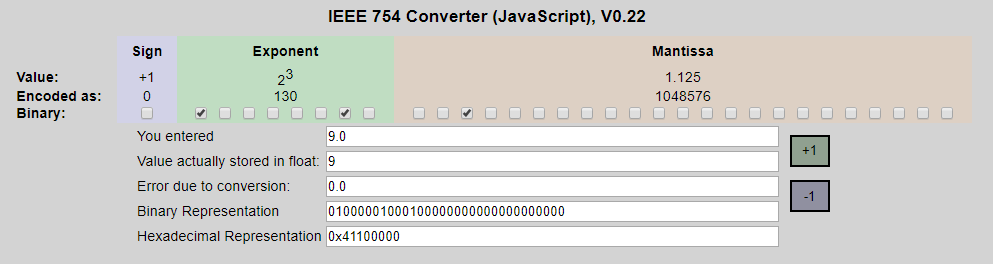 IEEE 754 Converter (JavaScript), V0.22
Sign Exponent Mantissa
Value: +1 2^3 1.125
Encoded as: 0 130 1048576
Binary:
You entered 9.0
+1
Value actually stored in float: 9
Error due to conversion: 0.0
-1
Binary Representation 01000001000100000000000000000000
Hexadecimal Representation 0x41100000